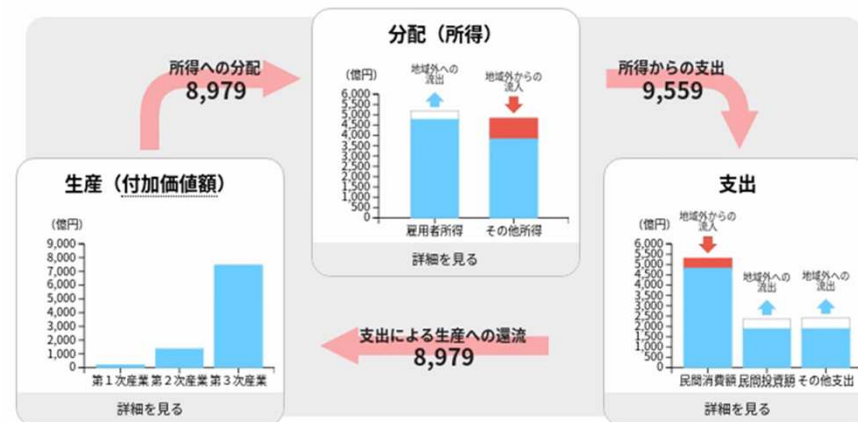 分配（所得）
所得への分配
8,979
所得からの支出
9,559
（億円）
地域外への
流出
地域外からの
流入
6,000
5,500
5,000
4,500
4,000
3,500
3,000
2,500
2,000
1,500
1,000
500
0
雇用者所得
その他所得
詳細を見る
生産（付加価値額）
（億円）
9,000
8,000
7,000
6,000
5,000
4,000
3,000
2,000
1,000
0
第１次産業
第２次産業
第３次産業
詳細を見る
支出による生産への還流
8,979
支出
（億円）
地域外からの
流入
地域外への
流出
地域外への
流出
6,000
5,500
5,000
4,500
4,000
3,500
3,000
2,500
2,000
1,500
1,000
500
0
民間消費額
民間投資額
その他支出
詳細を見る